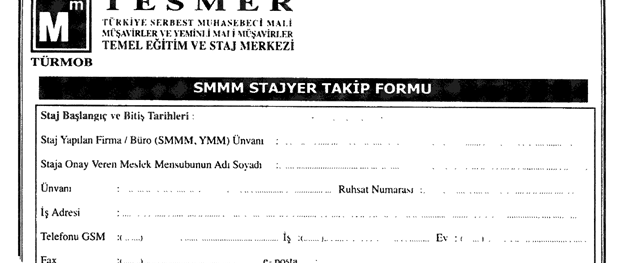 TESMER
TÜRKİYE SERBEST MUHASEBECİ MALİ
MÜŞAVİRLER VE YEMİNLİ MALİ MÜŞAVİRLER
TEMEL EĞİTİM VE STAJ MERKEZİ
Mm
TÜRMOB
SMMM STAJYER TAKİP FORMU
Staj Başlangıç ve Bitiş Tarihleri :
Staj Yapılan Firma / Büro (SMMM, YMM) Ünvanı :
Staja Onay Veren Meslek Mensubunun Adı Soyadı :
Ünvanı : Ruhsat Numarası :
İş Adresi :
Telefonu GSM :(......) İş :(......) Ev : (....)
Fax :(......) e- posta :